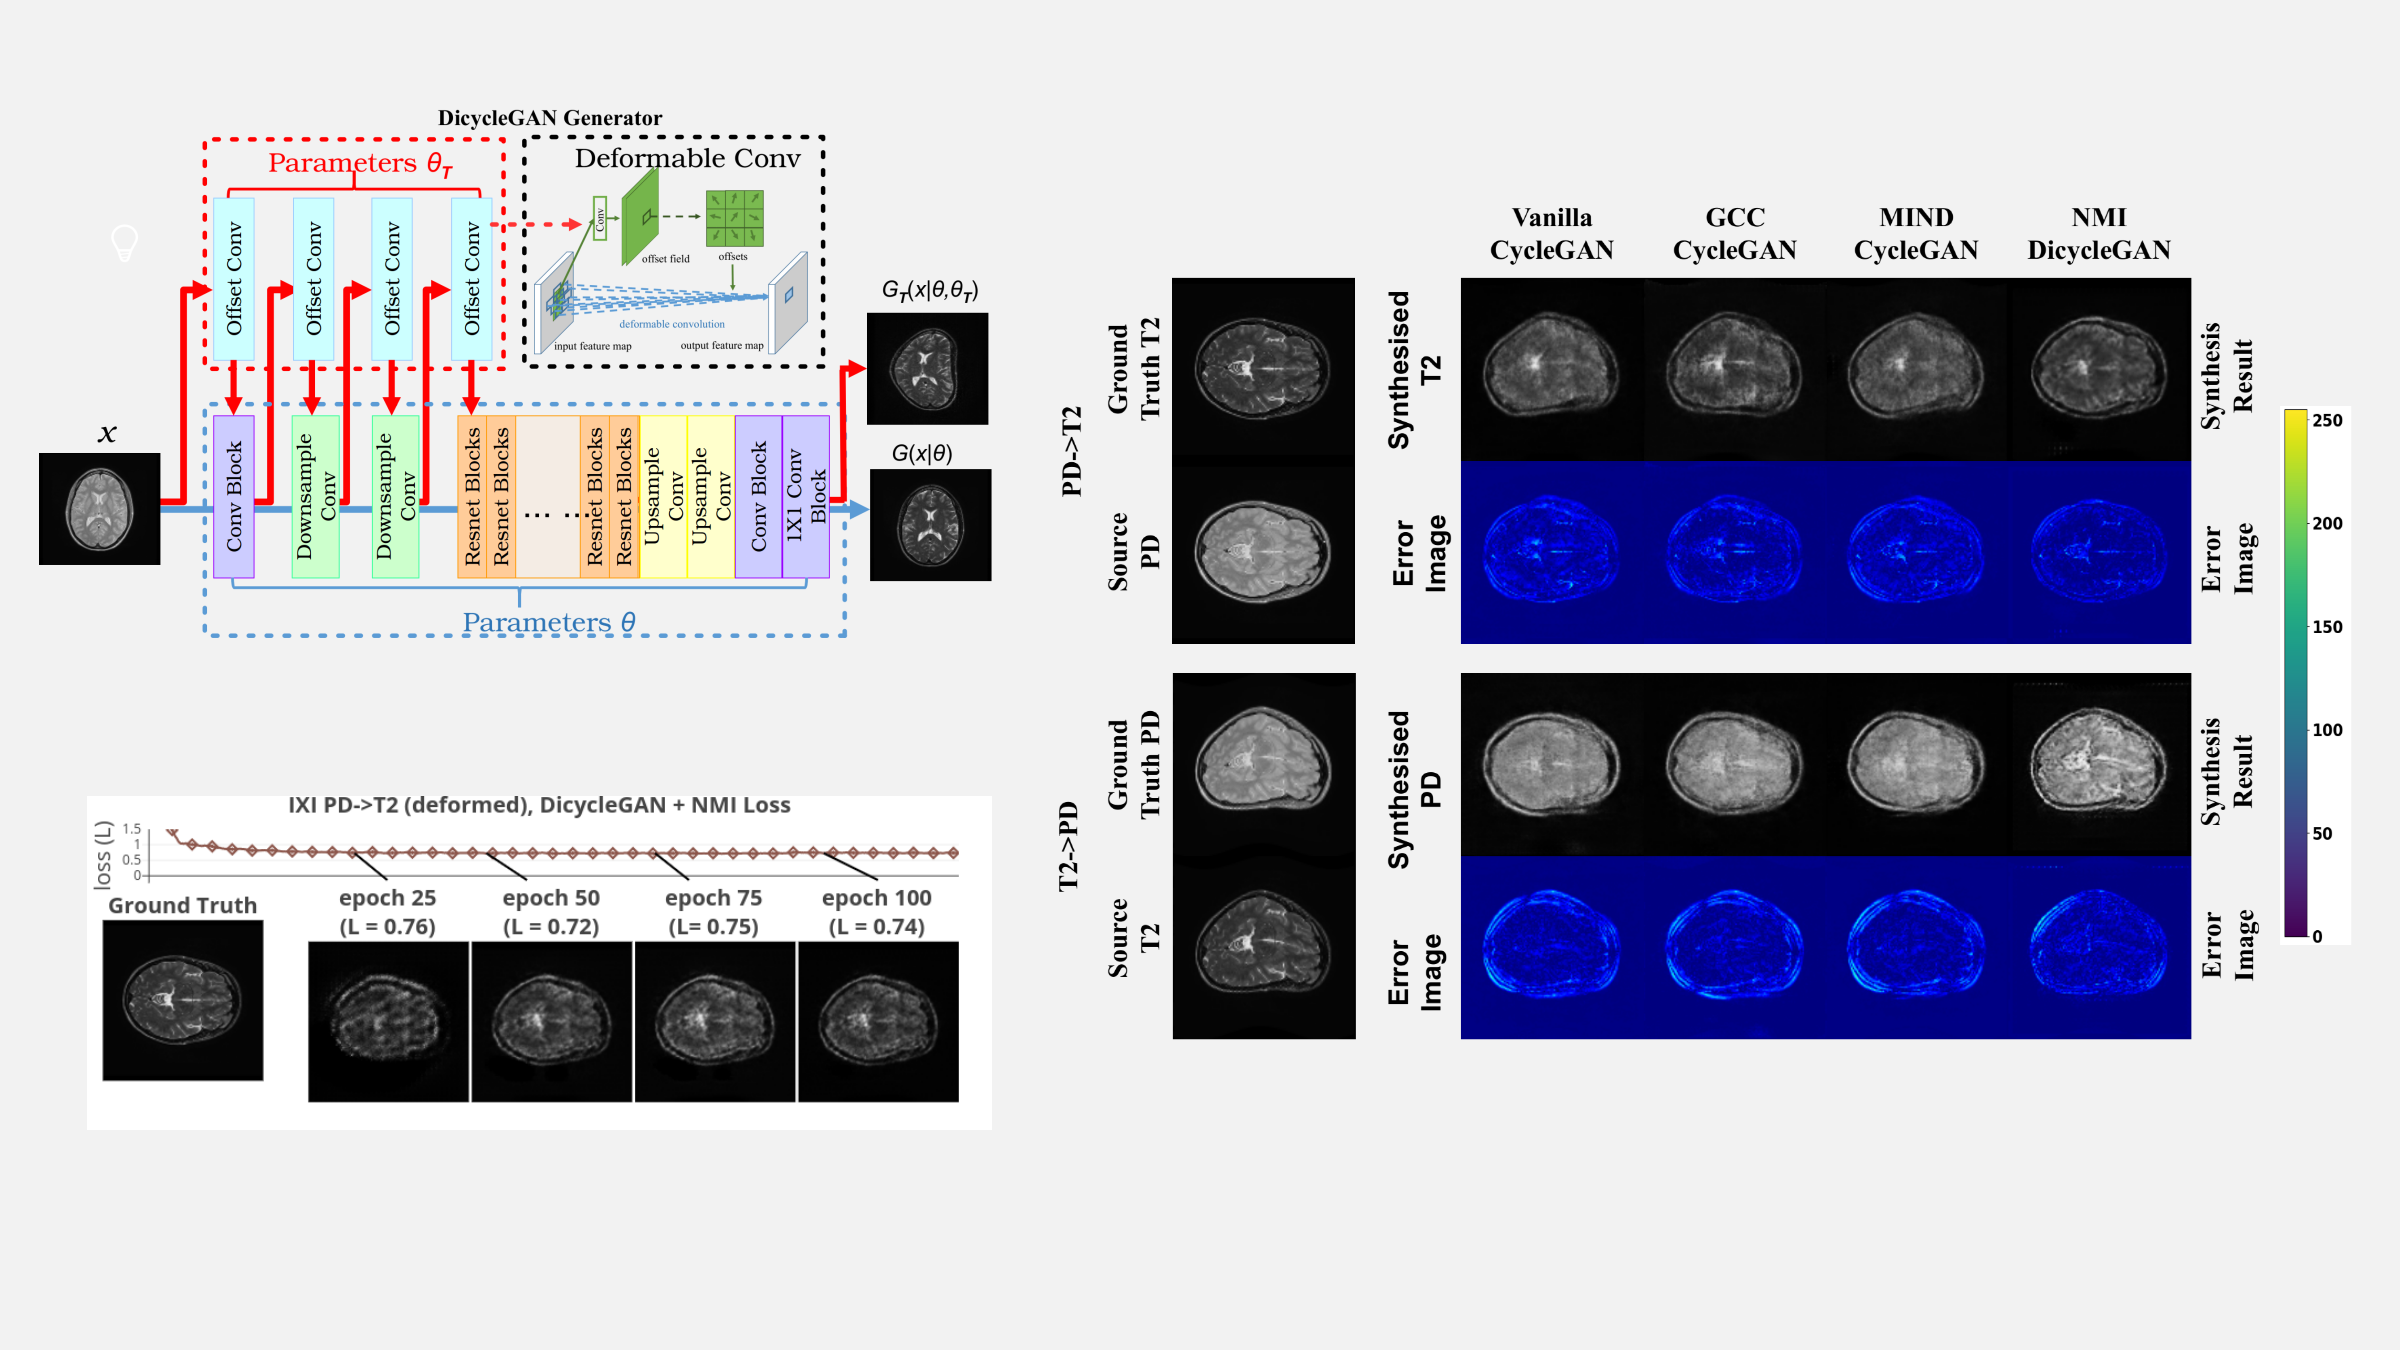 DicycleGAN Generator
Parameters θ_T
Deformable Conv
Offset Conv
Offset Conv
Offset Conv
Offset Conv
Conv
offset field
offsets
deformable convolution
input feature map
output feature map
G_T(x|θ,θ_T)
G(x|θ)
x
Conv Block
Downsample
Conv
Downsample
Conv
Resnet Blocks
Resnet Blocks
... ...
Resnet Blocks
Resnet Blocks
Upsample
Conv
Upsample
Conv
Conv Block
1X1 Conv
Block
Parameters θ
IXI PD->T2 (deformed), DicycleGAN + NMI Loss
loss (L)
1.5
1
0.5
0
Ground Truth
epoch 25
(L = 0.76)
epoch 50
(L = 0.72)
epoch 75
(L= 0.75)
epoch 100
(L = 0.74)
Vanilla
CycleGAN
GCC
CycleGAN
MIND
CycleGAN
NMI
DicycleGAN
PD->T2
Ground
Truth T2
Source
PD
Synthesised
T2
Error
Image
Synthesis
Result
Error
Image
T2->PD
Ground
Truth PD
Source
T2
Synthesised
PD
Error
Image
Synthesis
Result
Error
Image
250
200
150
100
50
0